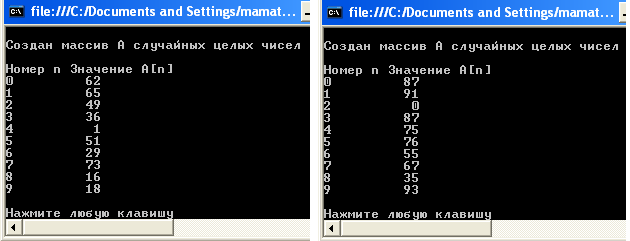 file:///C:/Documents and Settings/mamat...
Создан массив A случайных целых чисел
Номер n Значение A[n]
0 62
1 65
2 49
3 36
4 1
5 51
6 29
7 73
8 16
9 18
Нажмите любую клавишу
file:///C:/Documents and Settings/mamat...
Создан массив A случайных целых чисел
Номер n Значение A[n]
0 87
1 91
2 0
3 87
4 75
5 76
6 55
7 67
8 35
9 93
Нажмите любую клавишу